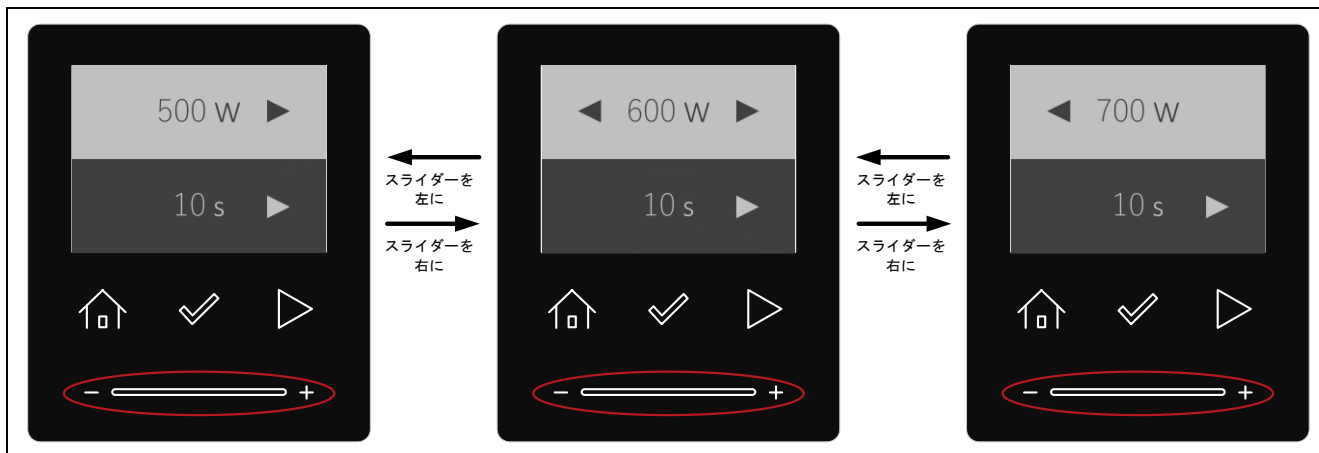 500 W ▶
10 s ▶
− +
スライダーを
左に
スライダーを
右に
◀ 600 W ▶
10 s ▶
− +
スライダーを
左に
スライダーを
右に
◀ 700 W
10 s ▶
− +